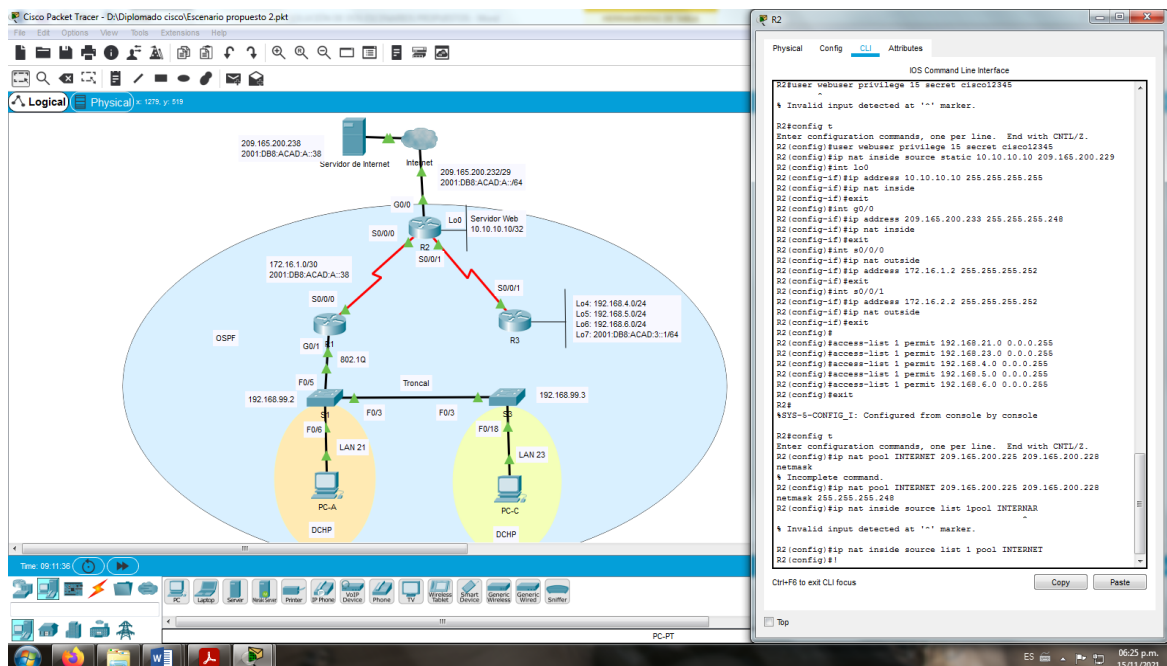 Cisco Packet Tracer - D:\Diplomado cisco\Escenario propuesto 2.pkt
File Edit Options View Tools Extensions Help
Logical
Physical x: 1279, y: 519
209.165.200.238
2001:DB8:ACAD:A::38
Servidor de Internet
Internet
209.165.200.232/29
2001:DB8:ACAD:A::/64
G0/0
Lo0
Servidor Web
10.10.10.10/32
S0/0/0
R2
S0/0/1
172.16.1.0/30
2001:DB8:ACAD:A::38
S0/0/1
S0/0/0
Lo4: 192.168.4.0/24
Lo5: 192.168.5.0/24
Lo6: 192.168.6.0/24
Lo7: 2001:DB8:ACAD:3::1/64
R3
OSPF
G0/1
R1
802.1Q
F0/5
Troncal
192.168.99.2
192.168.99.3
S1
F0/3
F0/3
S3
F0/6
F0/18
LAN 21
LAN 23
PC-A
PC-C
DCHP
DCHP
Time: 09:11:36
PC
Laptop
Server
Printer
IP Phone
VoIP Device
Phone
TV
Wireless Tablet
Smart Device
Generic Wireless
Generic Wired
Sniffer
PC-PT
R2
Physical Config CLI Attributes
IOS Command Line Interface
R2#user webuser privilege 15 secret cisco12345
^
% Invalid input detected at '^' marker.
R2#config t
Enter configuration commands, one per line. End with CNTL/Z.
R2(config)#user webuser privilege 15 secret cisco12345
R2(config)#ip nat inside source static 10.10.10.10 209.165.200.229
R2(config)#int lo0
R2(config-if)#ip address 10.10.10.10 255.255.255.255
R2(config-if)#ip nat inside
R2(config-if)#exit
R2(config)#int g0/0
R2(config-if)#ip address 209.165.200.233 255.255.255.248
R2(config-if)#ip nat inside
R2(config-if)#exit
R2(config)#int s0/0/0
R2(config-if)#ip nat outside
R2(config-if)#ip address 172.16.1.2 255.255.255.252
R2(config-if)#exit
R2(config)#int s0/0/1
R2(config-if)#ip address 172.16.2.2 255.255.255.252
R2(config-if)#ip nat outside
R2(config-if)#exit
R2(config)#
R2(config)#access-list 1 permit 192.168.21.0 0.0.0.255
R2(config)#access-list 1 permit 192.168.23.0 0.0.0.255
R2(config)#access-list 1 permit 192.168.4.0 0.0.0.255
R2(config)#access-list 1 permit 192.168.5.0 0.0.0.255
R2(config)#access-list 1 permit 192.168.6.0 0.0.0.255
R2(config)#exit
R2#
%SYS-5-CONFIG_I: Configured from console by console
R2#config t
Enter configuration commands, one per line. End with CNTL/Z.
R2(config)#ip nat pool INTERNET 209.165.200.225 209.165.200.228
netmask
% Incomplete command.
R2(config)#ip nat pool INTERNET 209.165.200.225 209.165.200.228
netmask 255.255.255.248
R2(config)#ip nat inside source list 1pool INTERNAR
^
% Invalid input detected at '^' marker.
R2(config)#ip nat inside source list 1 pool INTERNET
R2(config)#!
Ctrl+F6 to exit CLI focus
Copy
Paste
Top
ES
06:25 p.m.